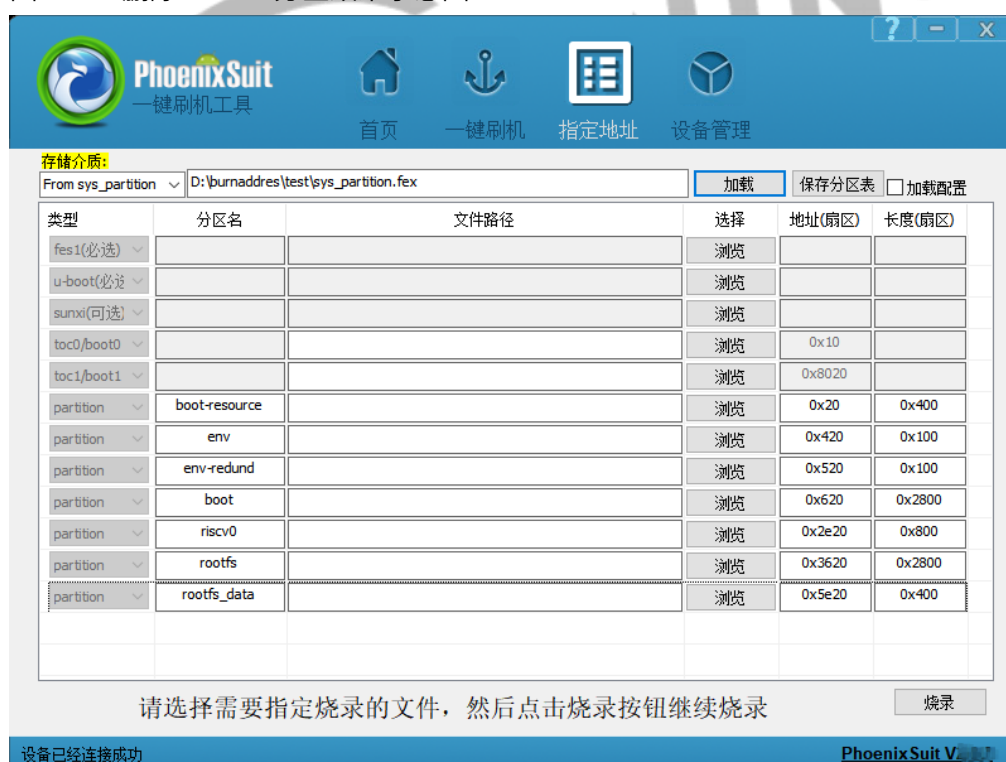 ? - X
PhoenixSuit
一键刷机工具
首页 一键刷机 指定地址 设备管理
存储介质:
From sys_partition D:\burnaddres\test\sys_partition.fex 加载 保存分区表 加载配置
类型 分区名 文件路径 选择 地址(扇区) 长度(扇区)
fes1(必选) 浏览
u-boot(必选 浏览
sunxi(可选) 浏览
toc0/boot0 浏览 0x10
toc1/boot1 浏览 0x8020
partition boot-resource 浏览 0x20 0x400
partition env 浏览 0x420 0x100
partition env-redund 浏览 0x520 0x100
partition boot 浏览 0x620 0x2800
partition riscv0 浏览 0x2e20 0x800
partition rootfs 浏览 0x3620 0x2800
partition rootfs_data 浏览 0x5e20 0x400
请选择需要指定烧录的文件，然后点击烧录按钮继续烧录 烧录
设备已经连接成功 PhoenixSuit